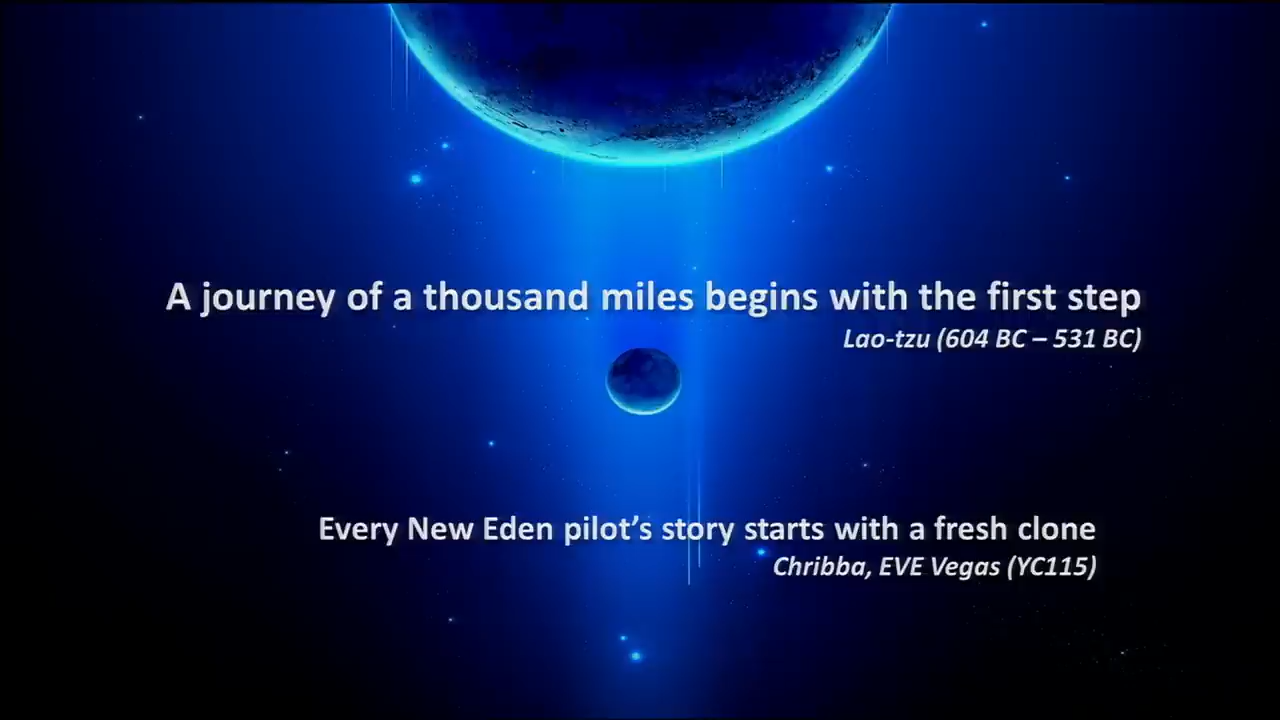 A journey of a thousand miles begins with the first step
Lao-tzu (604 BC – 531 BC)
Every New Eden pilot’s story starts with a fresh clone
Chribba, EVE Vegas (YC115)